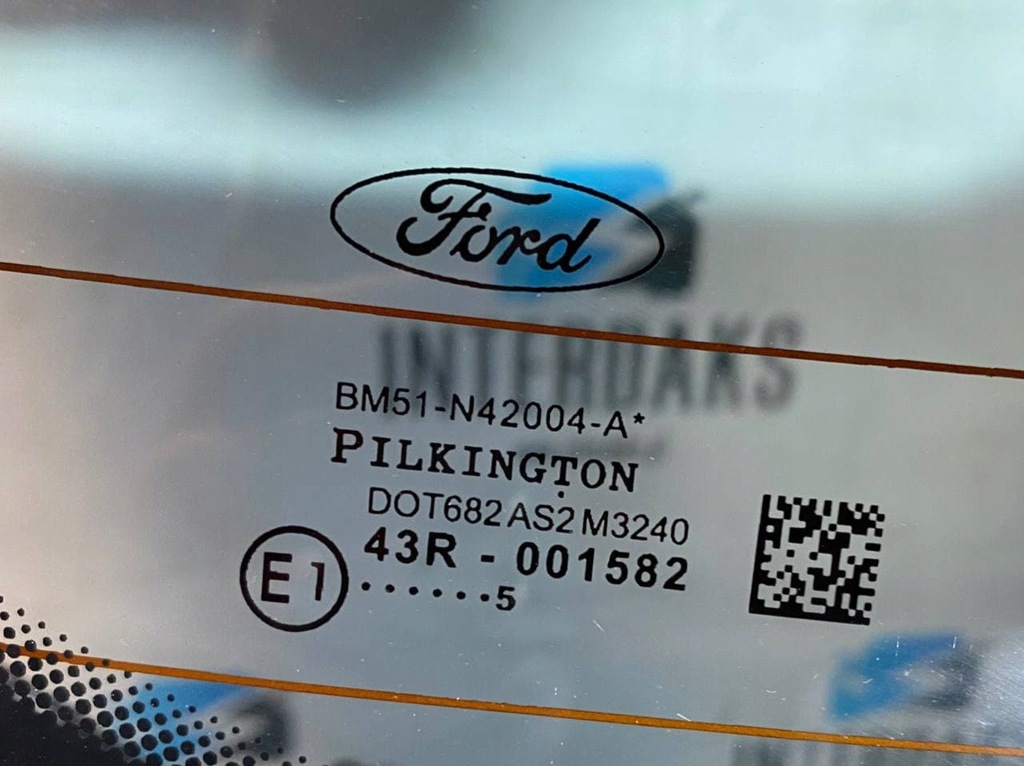 Ford
INTERDAKS
BM51-N42004-A*
PILKINGTON
DOT682 AS2 M3240
43R - 001582
E1
......5